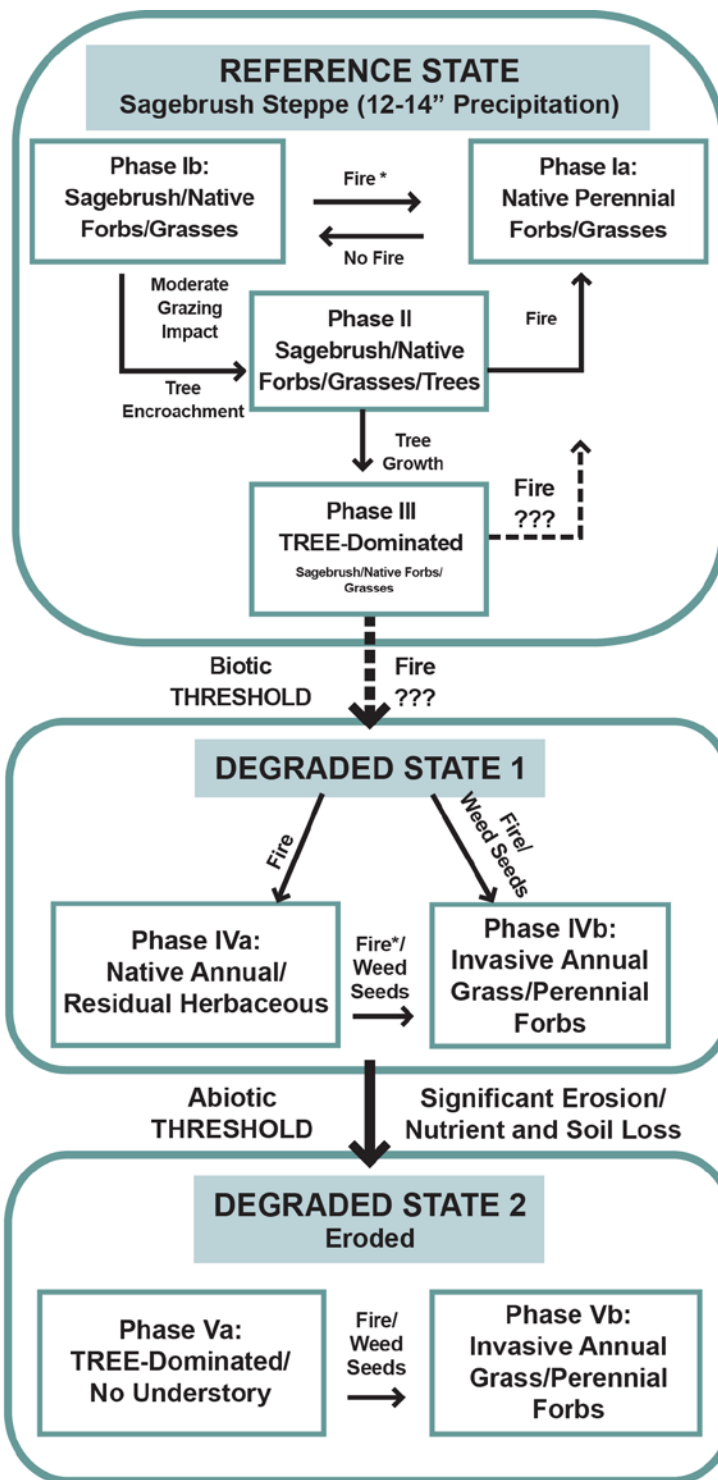 REFERENCE STATE
Sagebrush Steppe (12-14” Precipitation)
Phase Ib:
Sagebrush/Native
Forbs/Grasses
Fire *
No Fire
Phase Ia:
Native Perennial
Forbs/Grasses
Moderate
Grazing
Impact
Tree
Encroachment
Phase II
Sagebrush/Native
Forbs/Grasses/Trees
Fire
Tree
Growth
Phase III
TREE-Dominated
Sagebrush/Native Forbs/
Grasses
Fire
???
Biotic
THRESHOLD
Fire
???
DEGRADED STATE 1
Fire
Fire/
Weed Seeds
Phase IVa:
Native Annual/
Residual Herbaceous
Fire*/
Weed
Seeds
Phase IVb:
Invasive Annual
Grass/Perennial
Forbs
Abiotic
THRESHOLD
Significant Erosion/
Nutrient and Soil Loss
DEGRADED STATE 2
Eroded
Phase Va:
TREE-Dominated/
No Understory
Fire/
Weed
Seeds
Phase Vb:
Invasive Annual
Grass/Perennial
Forbs